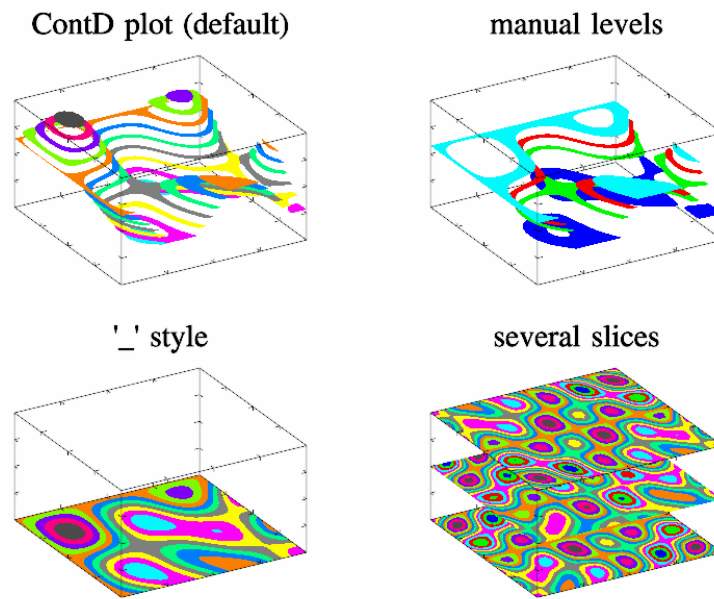 ContD plot (default)
manual levels
'_' style
several slices